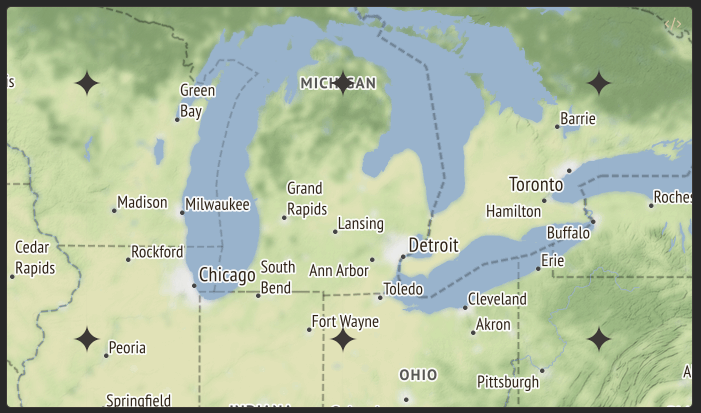 </>
is
MICHIGAN
Green
Bay
Barrie
Toronto
Grand
Rapids
Madison
Milwaukee
Roches
Hamilton
Lansing
Buffalo
Detroit
Cedar
Rapids
Rockford
Erie
Chicago
South
Bend
Ann Arbor
Toledo
Cleveland
Fort Wayne
Akron
Peoria
OHIO
A
Pittsburgh
Springfield